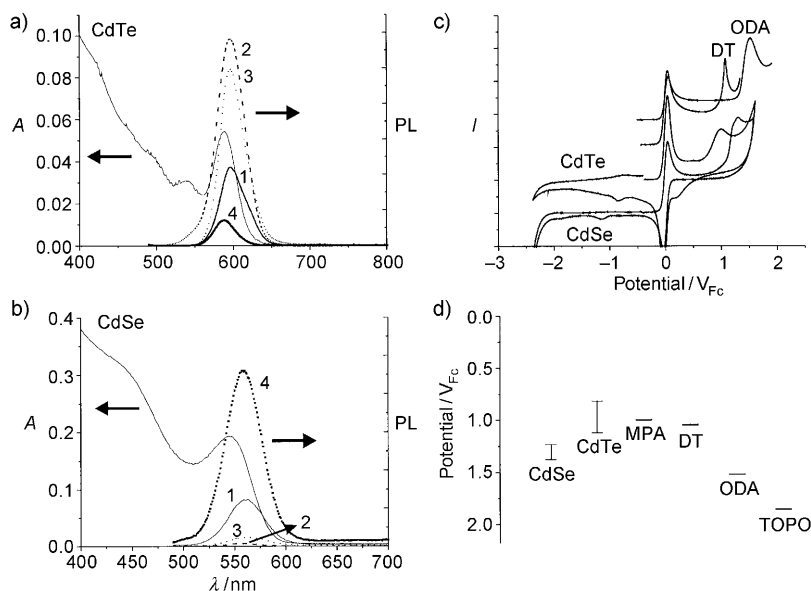 a) CdTe
0.10
0.08
0.06
A
0.04
0.02
0.00
400 500 600 700 800
2
3
1
4
PL
b) CdSe
0.4
0.3
A 0.2
0.1
0.0
400 450 500 550 600 650 700
λ/nm
4
1
3
2
PL
c)
ODA
DT
I
CdTe
CdSe
−3 −2 −1 0 1 2
Potential / VFc
d)
0.0
0.5
1.0
1.5
2.0
Potential / VFc
CdSe
CdTe
MPA
DT
ODA
TOPO